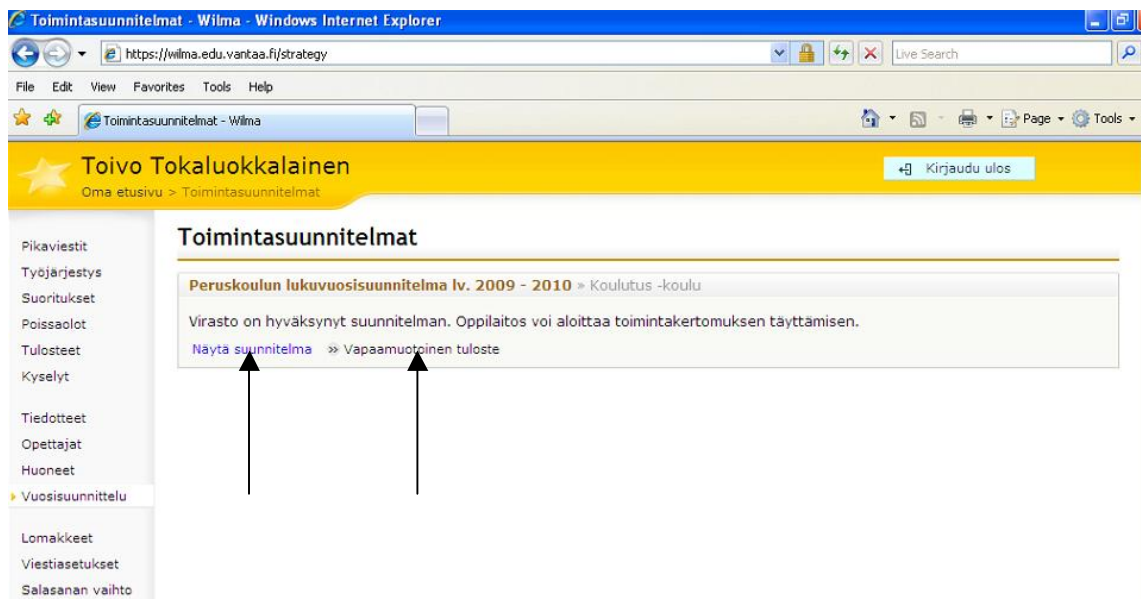 Toimintasuunnitelmat - Wilma - Windows Internet Explorer
https://wilma.edu.vantaa.fi/strategy
Live Search
File Edit View Favorites Tools Help
Toimintasuunnitelmat - Wilma
Page Tools
Toivo Tokaluokkalainen
Kirjaudu ulos
Oma etusivu > Toimintasuunnitelmat
Toimintasuunnitelmat
Peruskoulun lukuvuosisuunnitelma lv. 2009 - 2010 » Koulutus -koulu
Virasto on hyväksynyt suunnitelman. Oppilaitos voi aloittaa toimintakertomuksen täyttämisen.
Näytä suunnitelma » Vapaamuotoinen tuloste
Pikaviestit
Työjärjestys
Suoritukset
Poissaolot
Tulosteet
Kyselyt
Tiedotteet
Opettajat
Huoneet
Vuosisuunnittelu
Lomakkeet
Viestiasetukset
Salasanan vaihto